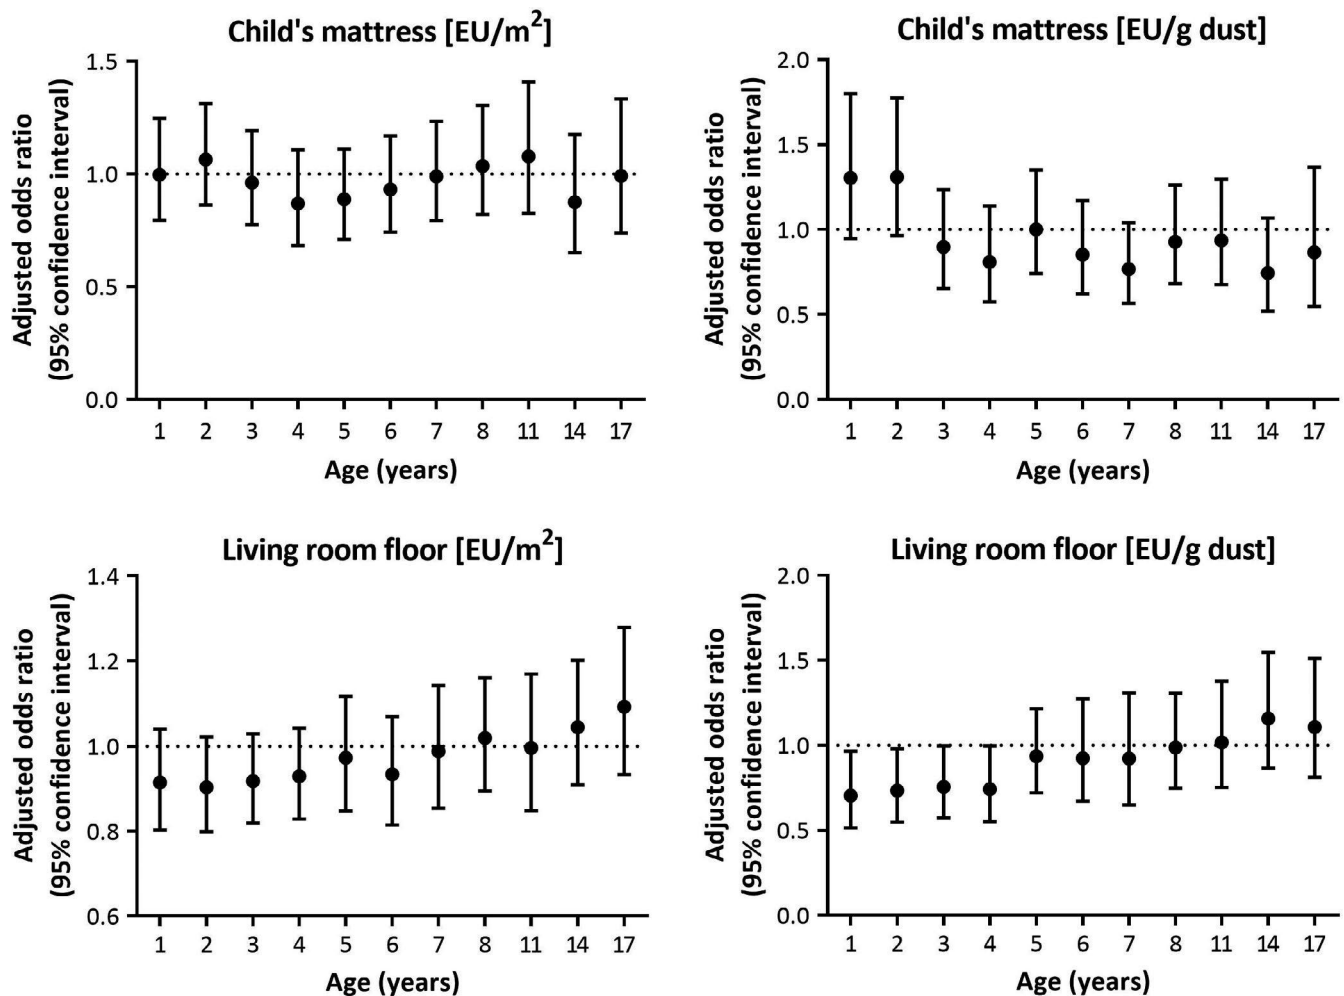 Child's mattress [EU/m²]
Adjusted odds ratio
(95% confidence interval)
1.5
1.0
0.5
0.0
1 2 3 4 5 6 7 8 11 14 17
Age (years)
Child's mattress [EU/g dust]
Adjusted odds ratio
(95% confidence interval)
2.0
1.5
1.0
0.5
0.0
1 2 3 4 5 6 7 8 11 14 17
Age (years)
Living room floor [EU/m²]
Adjusted odds ratio
(95% confidence interval)
1.4
1.2
1.0
0.8
0.6
1 2 3 4 5 6 7 8 11 14 17
Age (years)
Living room floor [EU/g dust]
Adjusted odds ratio
(95% confidence interval)
2.0
1.5
1.0
0.5
0.0
1 2 3 4 5 6 7 8 11 14 17
Age (years)